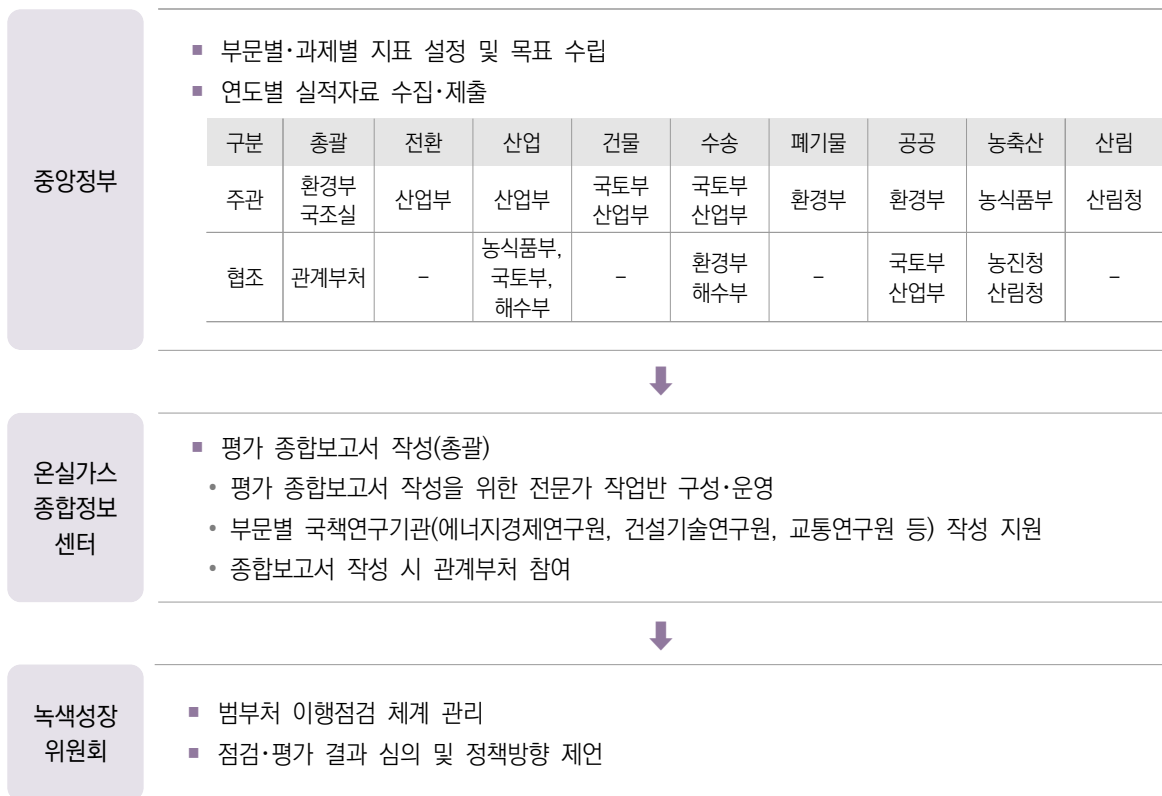 중앙정부
■ 부문별·과제별 지표 설정 및 목표 수립
■ 연도별 실적자료 수집·제출
구분 총괄 전환 산업 건물 수송 폐기물 공공 농축산 산림
주관 환경부 국조실 산업부 산업부 국토부 산업부 국토부 산업부 환경부 환경부 농식품부 산림청
협조 관계부처 – 농식품부, 국토부, 해수부 – 환경부 해수부 – 국토부 산업부 농진청 산림청 –
온실가스
종합정보
센터
■ 평가 종합보고서 작성(총괄)
• 평가 종합보고서 작성을 위한 전문가 작업반 구성·운영
• 부문별 국책연구기관(에너지경제연구원, 건설기술연구원, 교통연구원 등) 작성 지원
• 종합보고서 작성 시 관계부처 참여
녹색성장
위원회
■ 범부처 이행점검 체계 관리
■ 점검·평가 결과 심의 및 정책방향 제언